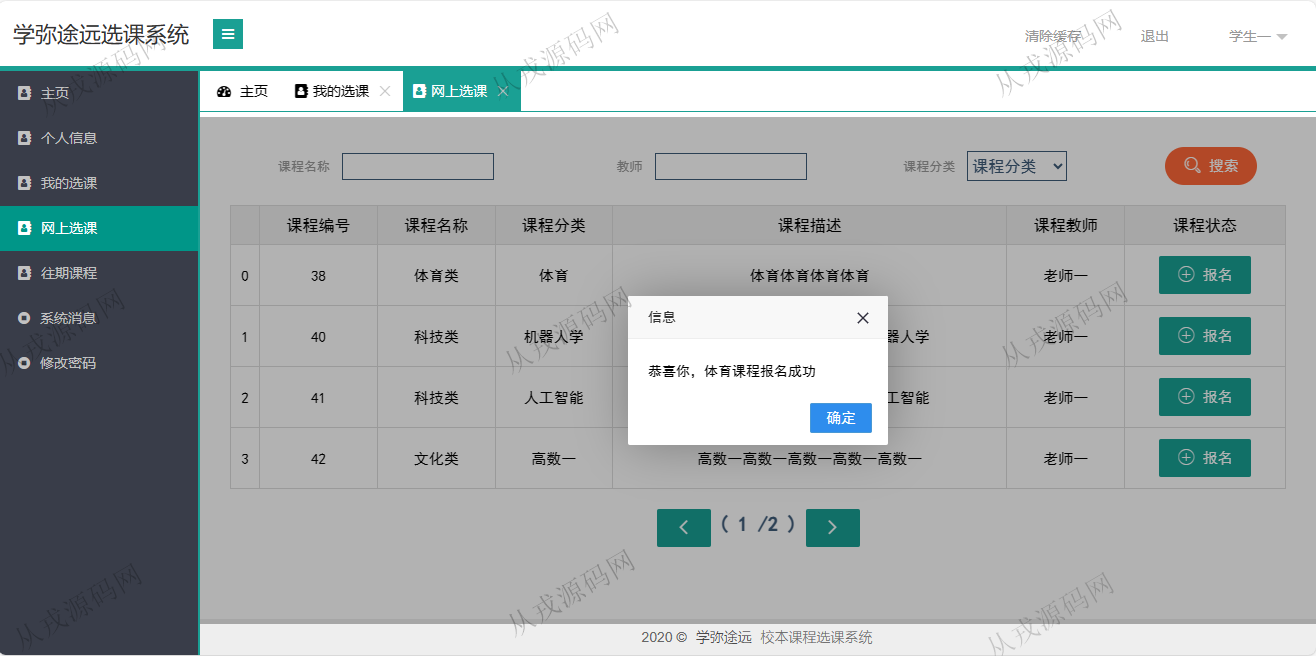 学弥途远选课系统
清除缓存 退出 学生一
主页
个人信息
我的选课
网上选课
往期课程
系统消息
修改密码
主页 我的选课 网上选课
课程名称 教师 课程分类 课程分类 搜索
课程编号 课程名称 课程分类 课程描述 课程教师 课程状态
0 38 体育类 体育 体育体育体育体育 老师一 报名
1 40 科技类 机器人学 器人学 老师一 报名
2 41 科技类 人工智能 工智能 老师一 报名
3 42 文化类 高数一 高数一高数一高数一高数一高数一 老师一 报名
信息
恭喜你，体育课程报名成功
确定
( 1 /2 )
2020 © 学弥途远 校本课程选课系统
从戎源码网
从戎源码网
从戎源码网
从戎源码网
从戎源码网
从戎源码网
从戎源码网
从戎源码网
从戎源码网